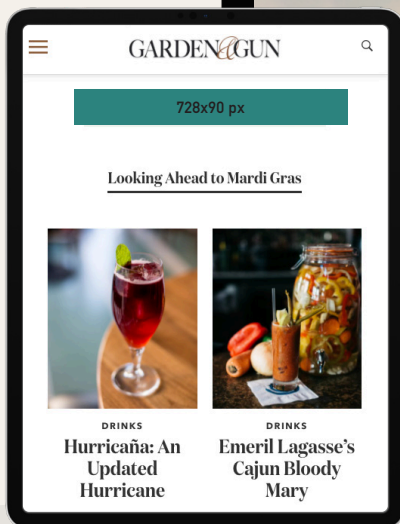 GARDEN&GUN
728x90 px
Looking Ahead to Mardi Gras
DRINKS
Hurricaña: An
Updated
Hurricane
DRINKS
Emeril Lagasse’s
Cajun Bloody
Mary